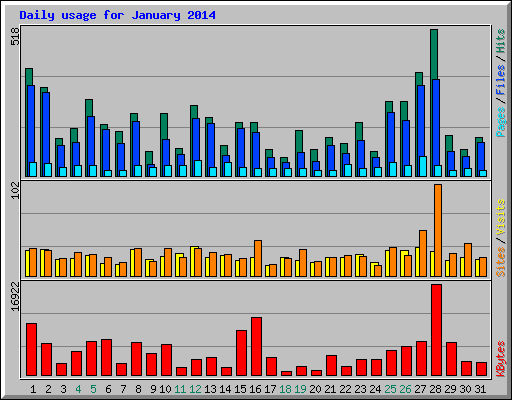 Daily usage for January 2014
518
Pages / Files / Hits
102
Sites / Visits
16922
KBytes
1 2 3 4 5 6 7 8 9 10 11 12 13 14 15 16 17 18 19 20 21 22 23 24 25 26 27 28 29 30 31